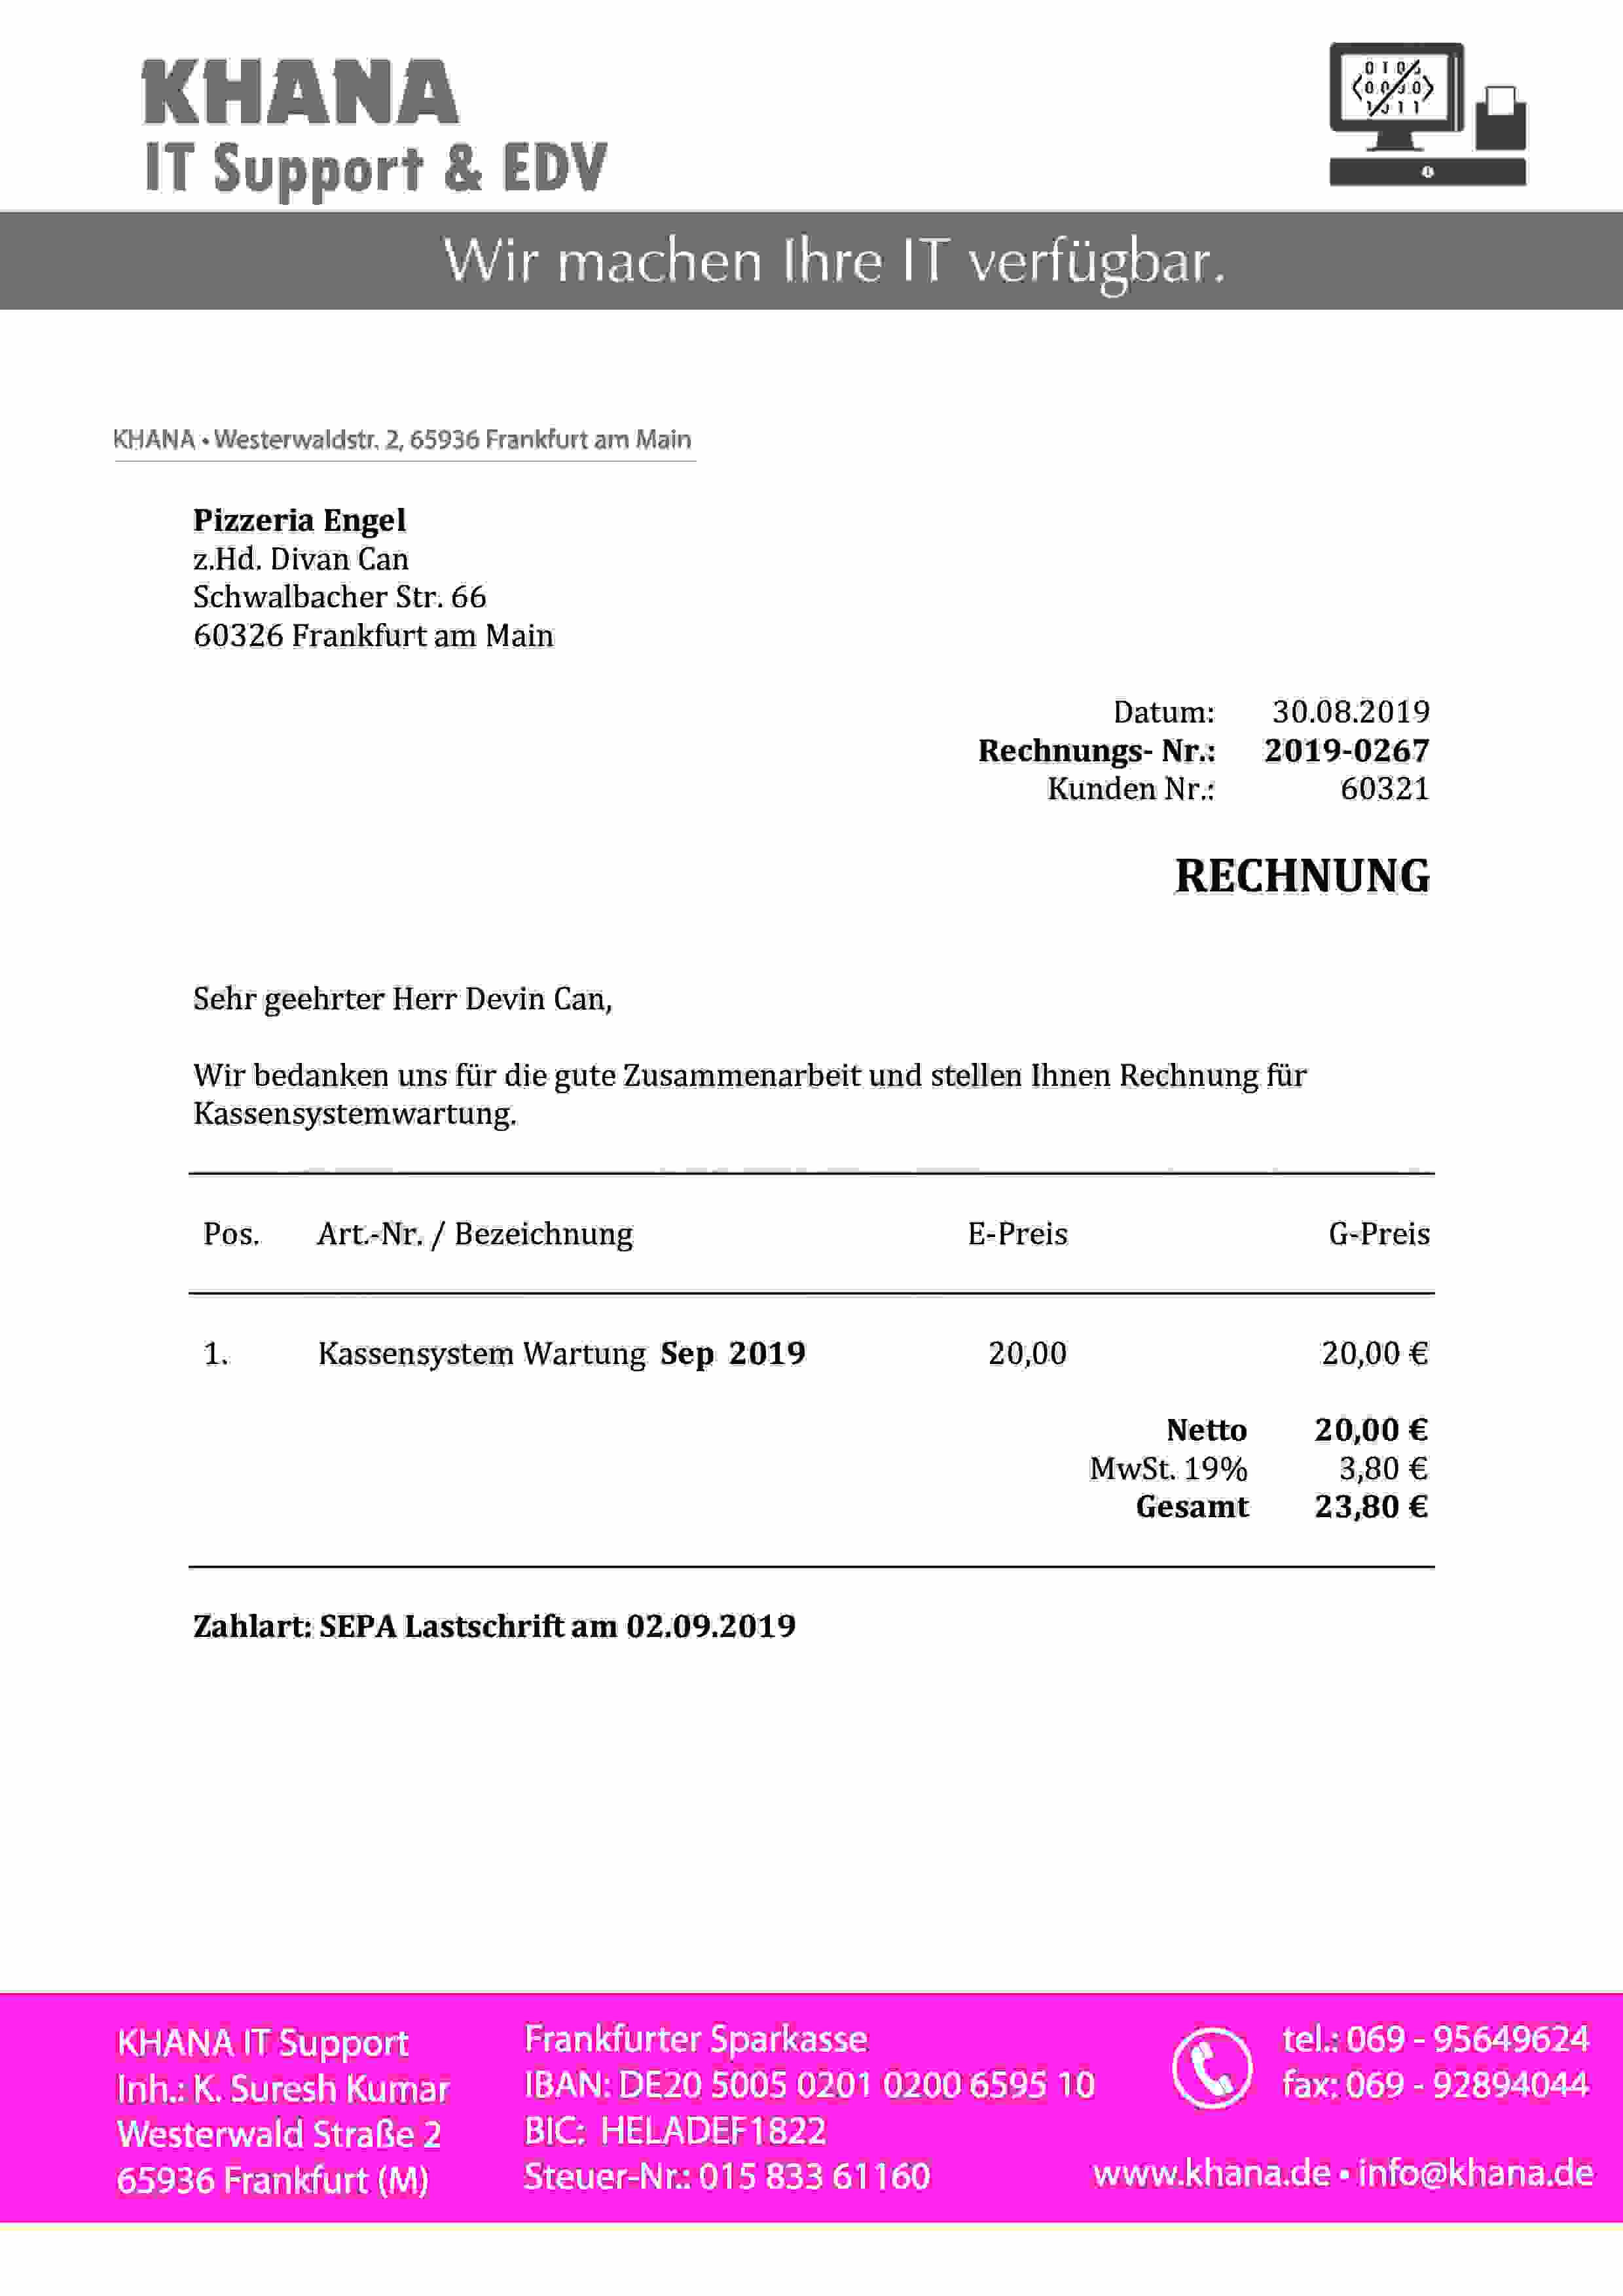 KHANA
IT Support & EDV
Wir machen Ihre IT verfügbar.
KHANA • Westerwaldstr. 2, 65936 Frankfurt am Main
Pizzeria Engel
z.Hd. Divan Can
Schwalbacher Str. 66
60326 Frankfurt am Main
Datum: 30.08.2019
Rechnungs- Nr.: 2019-0267
Kunden Nr.: 60321
RECHNUNG
Sehr geehrter Herr Devin Can,
Wir bedanken uns für die gute Zusammenarbeit und stellen Ihnen Rechnung für
Kassensystemwartung.
Pos. Art.-Nr. / Bezeichnung E-Preis G-Preis
1. Kassensystem Wartung Sep 2019 20,00 20,00 €
Netto 20,00 €
MwSt. 19% 3,80 €
Gesamt 23,80 €
Zahlart: SEPA Lastschrift am 02.09.2019
KHANA IT Support
Inh.: K. Suresh Kumar
Westerwald Straße 2
65936 Frankfurt (M)
Frankfurter Sparkasse
IBAN: DE20 5005 0201 0200 6595 10
BIC: HELADEF1822
Steuer-Nr.: 015 833 61160
tel.: 069 - 95649624
fax: 069 - 92894044
www.khana.de • info@khana.de